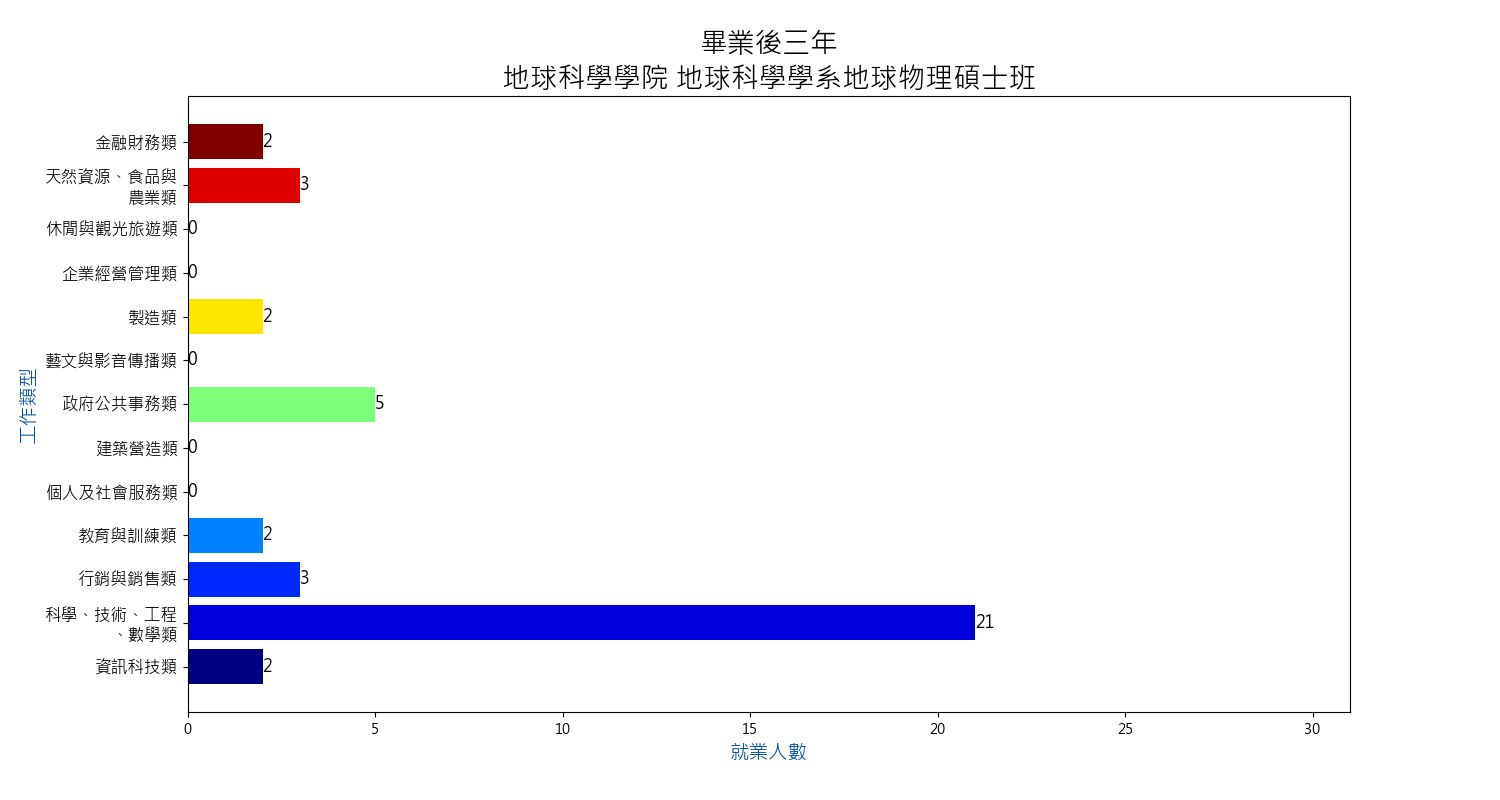 畢業後三年
地球科學學院 地球科學學系地球物理碩士班
金融財務類
2
天然資源、食品與
農業類
3
休閒與觀光旅遊類
0
企業經營管理類
0
製造類
2
藝文與影音傳播類
0
政府公共事務類
5
建築營造類
0
個人及社會服務類
0
教育與訓練類
2
行銷與銷售類
3
科學、技術、工程
、數學類
21
資訊科技類
2
工作類型
0 5 10 15 20 25 30
就業人數